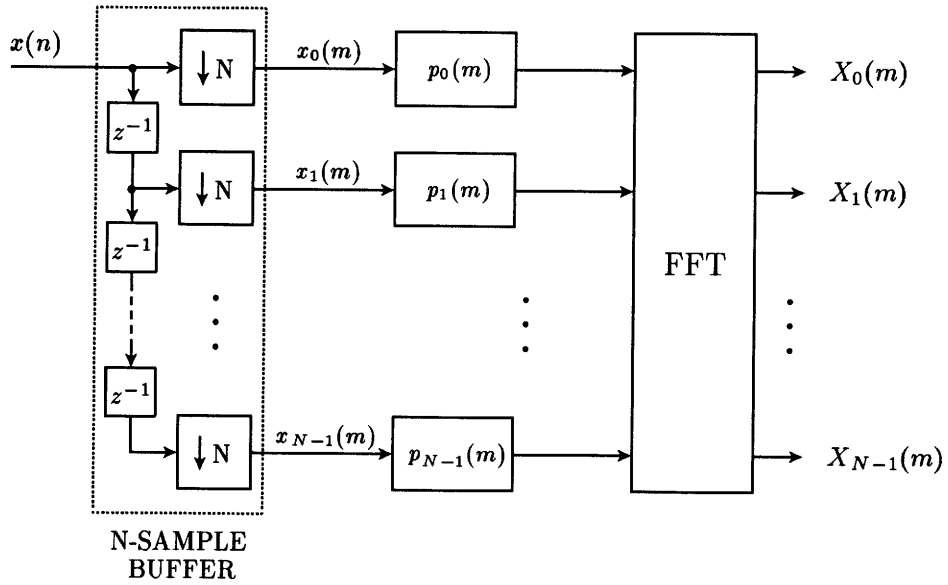 x(n)
↓ N
x₀(m)
p₀(m)
X₀(m)
z⁻¹
↓ N
x₁(m)
p₁(m)
X₁(m)
z⁻¹
FFT
z⁻¹
↓ N
x_{N−1}(m)
p_{N−1}(m)
X_{N−1}(m)
N-SAMPLE
BUFFER